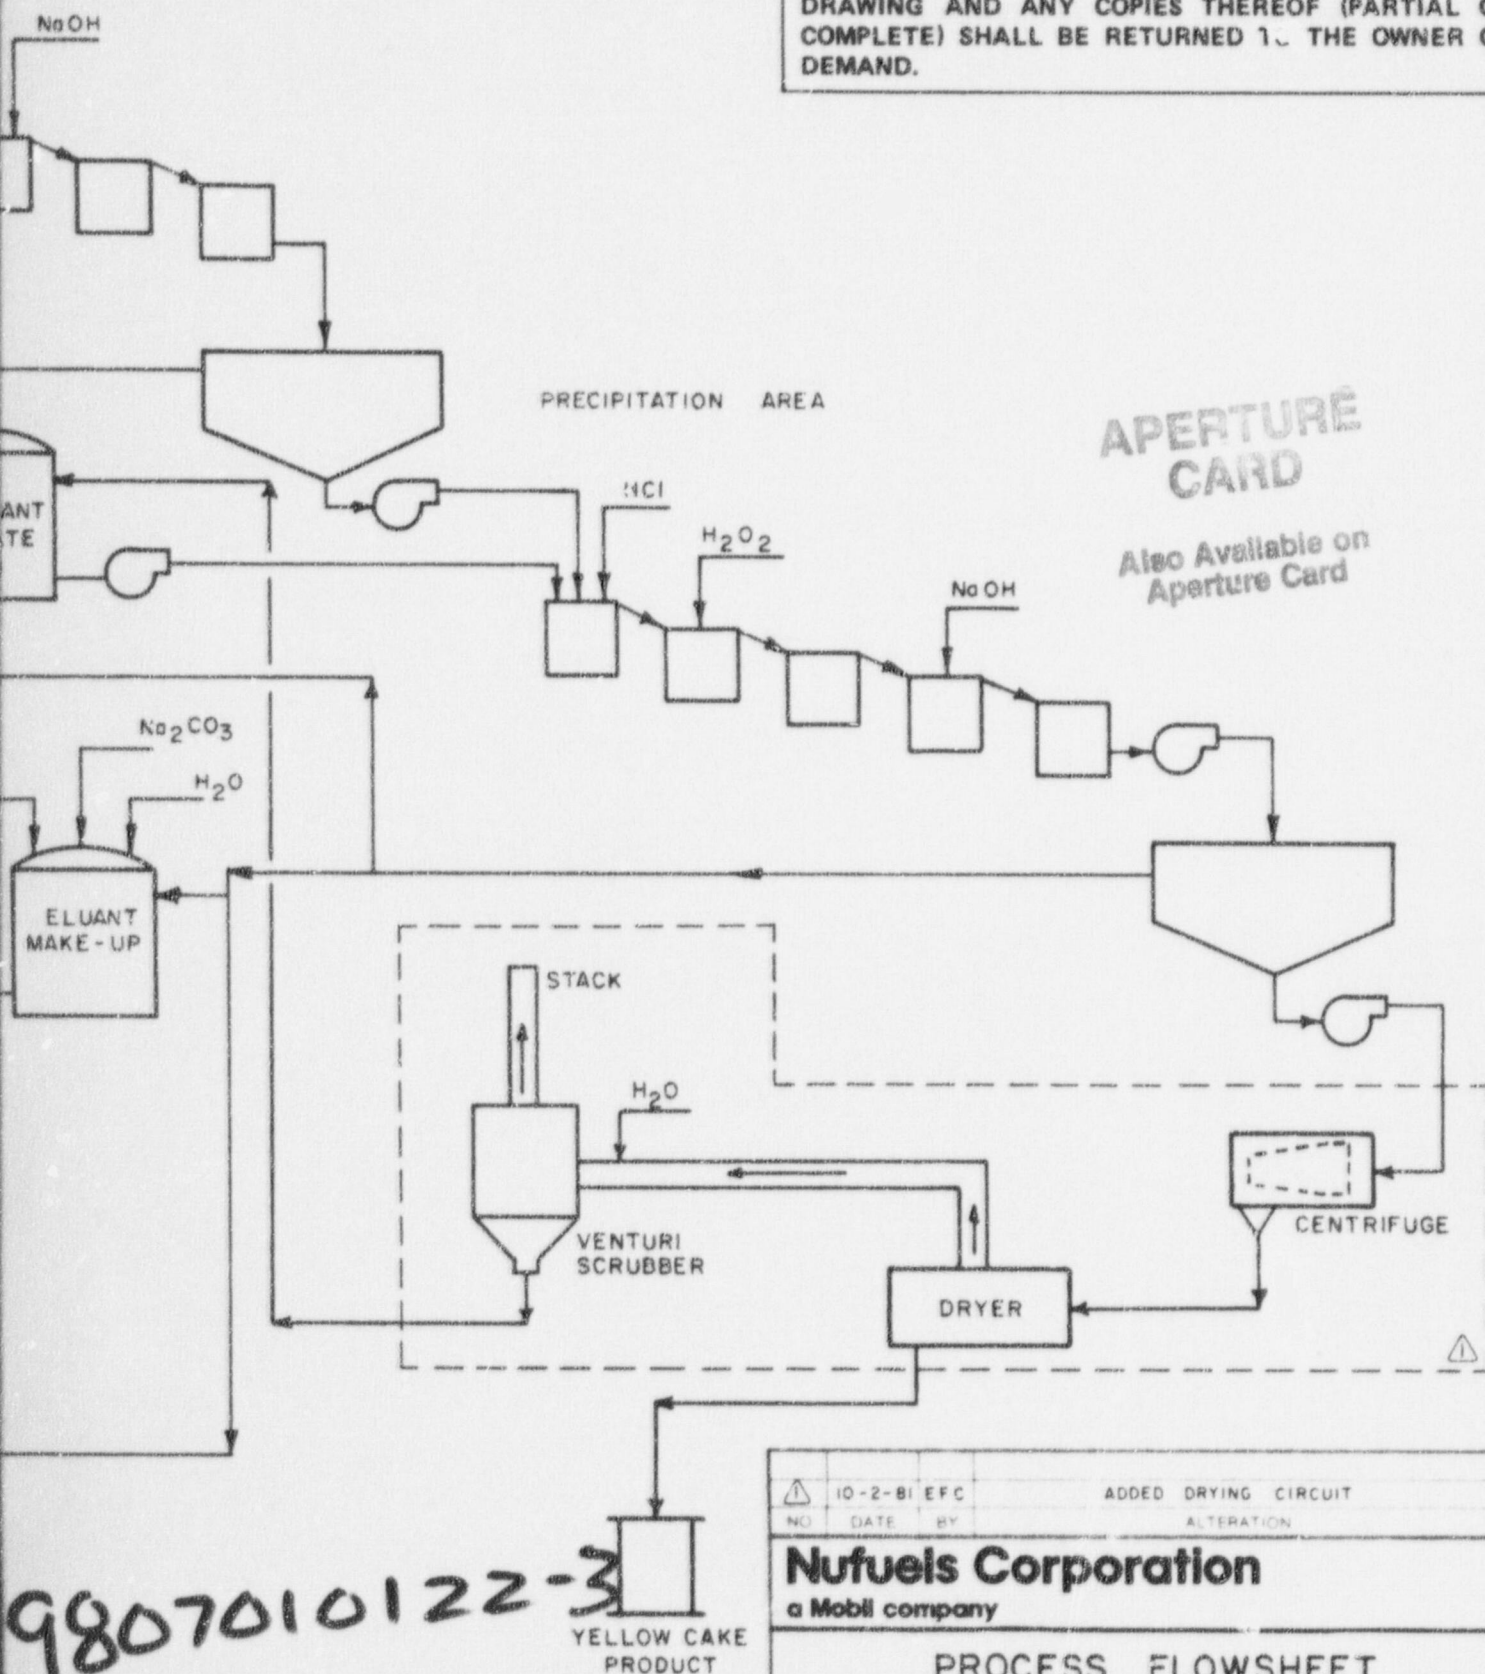 NaOH
DRAWING AND ANY COPIES THEREOF (PARTIAL
COMPLETE) SHALL BE RETURNED THE OWNER
DEMAND.
PRECIPITATION AREA
APERTURE
CARD
Also Available on
Aperture Card
ANT
TE
HCl
H2O2
NaOH
Na2CO3
H2O
ELUANT
MAKE-UP
STACK
H2O
VENTURI
SCRUBBER
CENTRIFUGE
DRYER
1
1 10-2-81 EFC ADDED DRYING CIRCUIT
NO DATE BY ALTERATION
Nufuels Corporation
a Mobil company
PROCESS FLOWSHEET
9807010122-3
YELLOW CAKE
PRODUCT